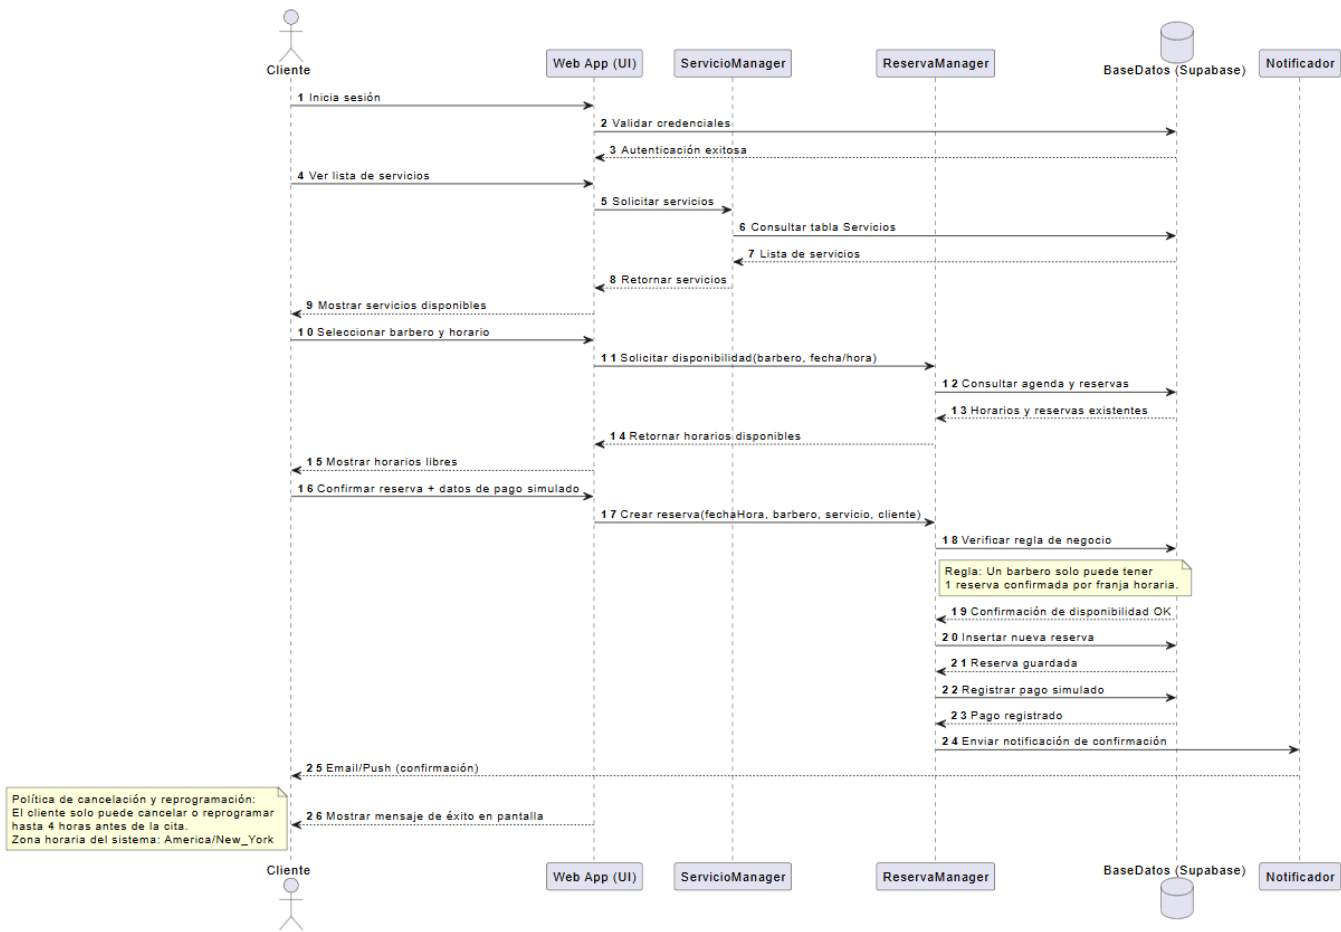 Cliente
Web App (UI)
ServicioManager
ReservaManager
BaseDatos (Supabase)
Notificador
1 Inicia sesión
2 Validar credenciales
3 Autenticación exitosa
4 Ver lista de servicios
5 Solicitar servicios
6 Consultar tabla Servicios
7 Lista de servicios
8 Retornar servicios
9 Mostrar servicios disponibles
10 Seleccionar barbero y horario
11 Solicitar disponibilidad(barbero, fecha/hora)
12 Consultar agenda y reservas
13 Horarios y reservas existentes
14 Retornar horarios disponibles
15 Mostrar horarios libres
16 Confirmar reserva + datos de pago simulado
17 Crear reserva(fechaHora, barbero, servicio, cliente)
18 Verificar regla de negocio
Regla: Un barbero solo puede tener
1 reserva confirmada por franja horaria.
19 Confirmación de disponibilidad OK
20 Insertar nueva reserva
21 Reserva guardada
22 Registrar pago simulado
23 Pago registrado
24 Enviar notificación de confirmación
25 Email/Push (confirmación)
Política de cancelación y reprogramación:
El cliente solo puede cancelar o reprogramar
hasta 4 horas antes de la cita.
Zona horaria del sistema: America/New_York
26 Mostrar mensaje de éxito en pantalla
Cliente
Web App (UI)
ServicioManager
ReservaManager
BaseDatos (Supabase)
Notificador